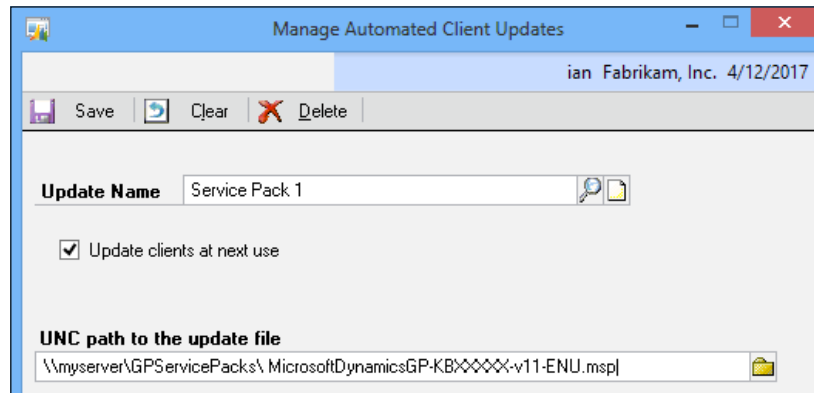 Manage Automated Client Updates
ian Fabrikam, Inc. 4/12/2017
Save Clear Delete
Update Name Service Pack 1
Update clients at next use
UNC path to the update file
\\myserver\GPServicePacks\ MicrosoftDynamicsGP-KBXXXXX-v11-ENU.msp